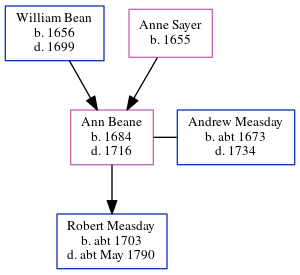 William Bean
b. 1656
d. 1699
Anne Sayer
b. 1655
Ann Beane
b. 1684
d. 1716
Andrew Measday
b. abt 1673
d. 1734
Robert Measday
b. abt 1703
d. abt May 1790